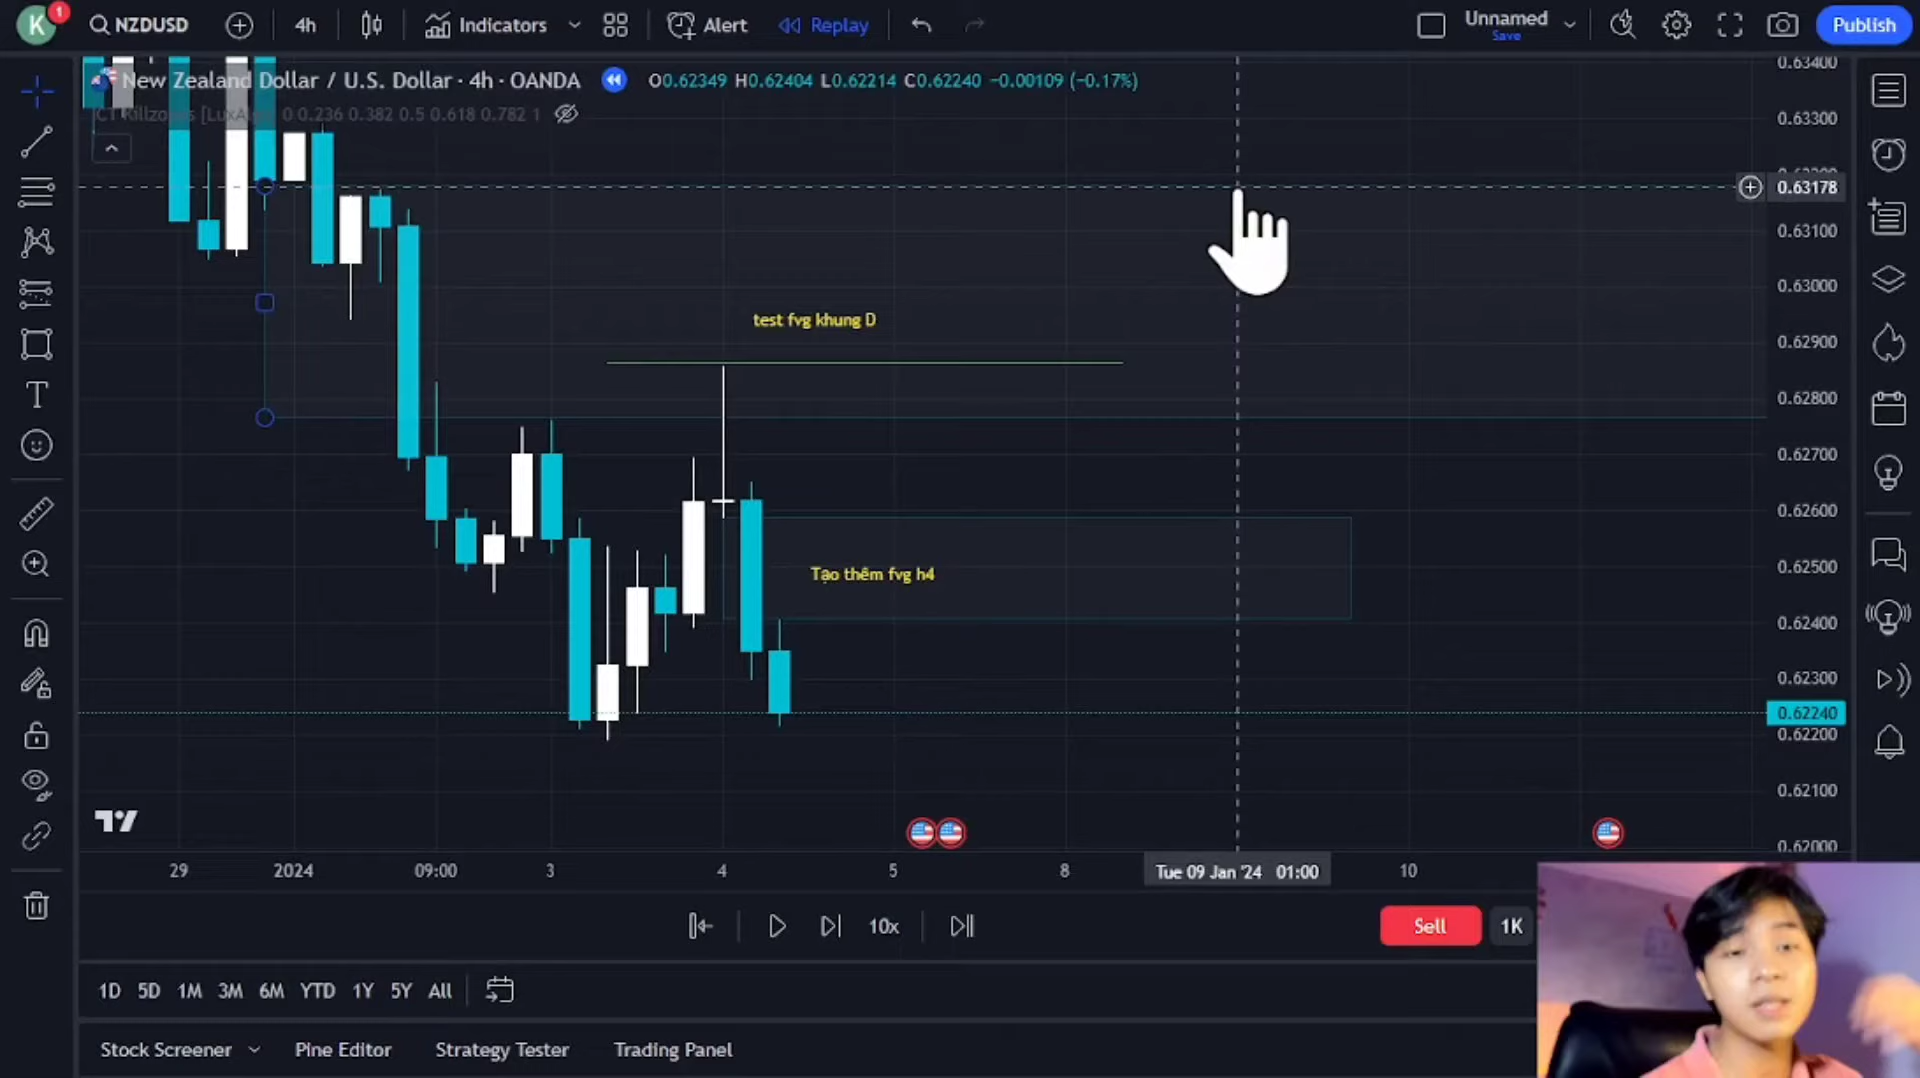 K
1
NZDUSD
4h
Indicators
Alert
Replay
Unnamed
Save
Publish
New Zealand Dollar / U.S. Dollar · 4h · OANDA
O0.62349 H0.62404 L0.62214 C0.62240 −0.00109 (−0.17%)
0 0.236 0.382 0.5 0.618 0.782 1
0.63400
0.63300
0.63178
0.63100
0.63000
0.62900
0.62800
0.62700
0.62600
0.62500
0.62400
0.62300
0.62240
0.62200
0.62100
0.62000
test fvg khung D
Tạo thêm fvg h4
29
2024
09:00
3
4
5
8
Tue 09 Jan '24 01:00
10
10x
Sell
1K
1D 5D 1M 3M 6M YTD 1Y 5Y All
Stock Screener
Pine Editor
Strategy Tester
Trading Panel